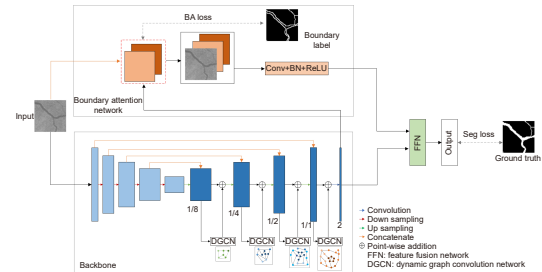 BA loss
Boundary
label
Conv+BN+ReLU
Input
Boundary attention
network
FFN
Output
Seg loss
Ground truth
1/8
1/4
1/2
1/1
2
DGCN
DGCN
DGCN
DGCN
Backbone
Convolution
Down sampling
Up sampling
Concatenate
Point-wise addition
FFN: feature fusion network
DGCN: dynamic graph convolution network